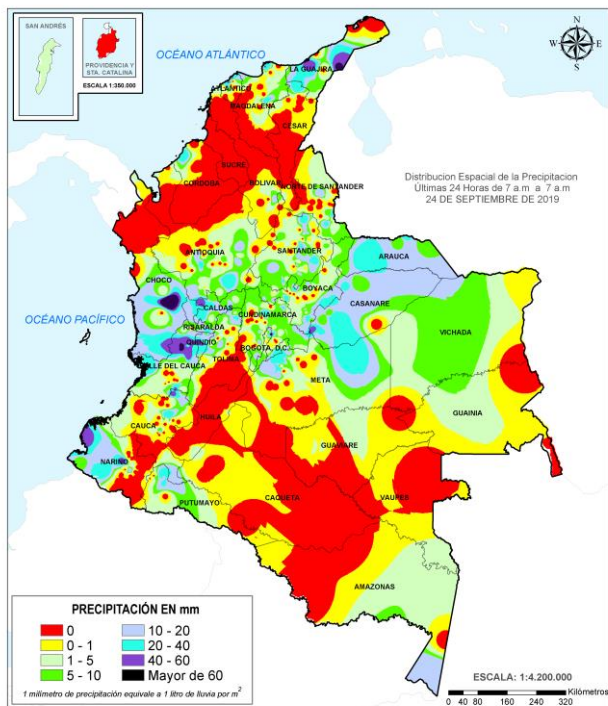 SAN ANDRÉS
PROVIDENCIA Y
STA. CATALINA
ESCALA 1:350.000
OCÉANO ATLÁNTICO
N
W
E
S
LA GUAJIRA
ATLÁNTICO
MAGDALENA
CESAR
SUCRE
CÓRDOBA
BOLIVAR
NORTE DE SANTANDER
Distribucion Espacial de la Precipitacion
Últimas 24 Horas de 7 a.m a 7 a.m
24 DE SEPTIEMBRE DE 2019
ANTIOQUIA
SANTANDER
ARAUCA
CHOCO
BOYACA
CASANARE
OCÉANO PACÍFICO
CALDAS
CUNDINAMARCA
VICHADA
RISARALDA
QUINDIO
BOGOTA, D.C.
TOLIMA
VALLE DEL CAUCA
META
GUAINIA
CAUCA
HUILA
GUAVIARE
NARIÑO
PUTUMAYO
CAQUETA
VAUPES
AMAZONAS
PRECIPITACIÓN EN mm
0
10 - 20
0 - 1
20 - 40
1 - 5
40 - 60
5 - 10
Mayor de 60
1 milimetro de precipitación equivale a 1 litro de lluvia por m2
ESCALA: 1:4.200.000
Kilómetros
0 40 80 160 240 320